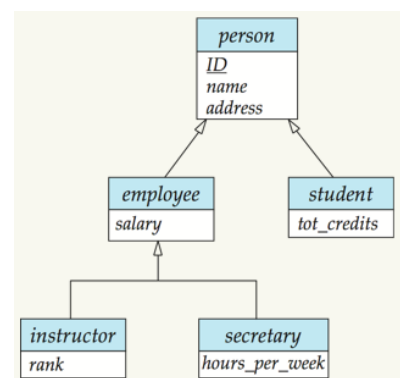 person
ID
name
address
employee
salary
student
tot_credits
instructor
rank
secretary
hours_per_week